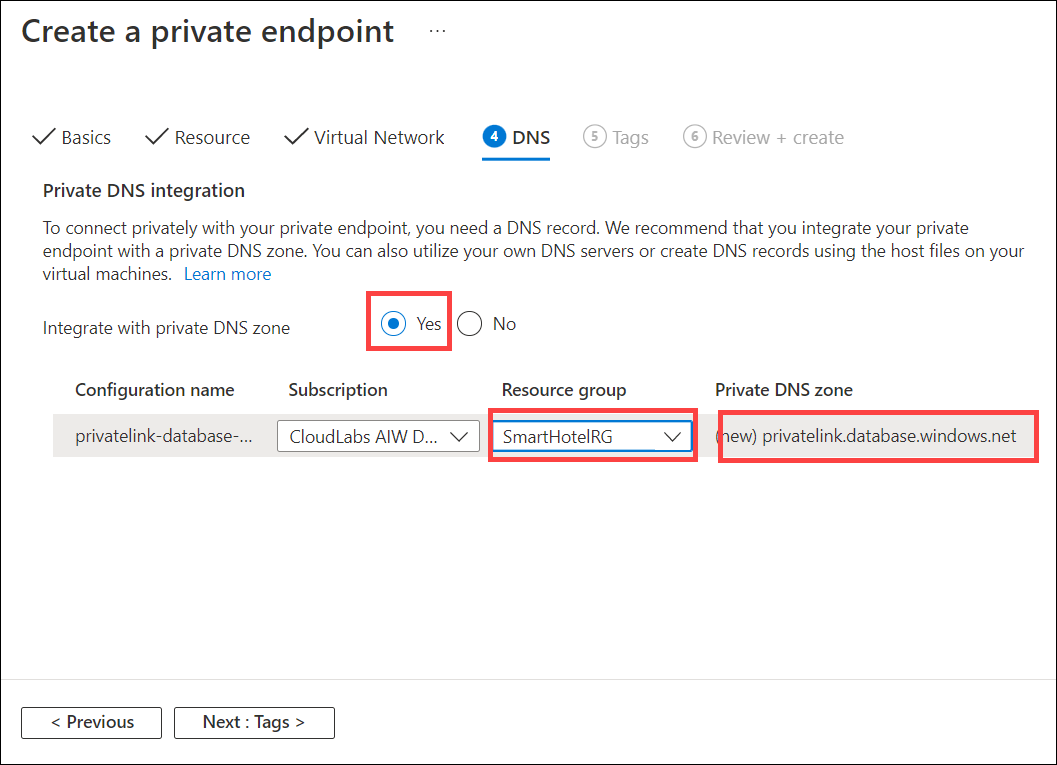 Create a private endpoint ...
Basics Resource Virtual Network 4 DNS 5 Tags 6 Review + create
Private DNS integration
To connect privately with your private endpoint, you need a DNS record. We recommend that you integrate your private
endpoint with a private DNS zone. You can also utilize your own DNS servers or create DNS records using the host files on your
virtual machines. Learn more
Integrate with private DNS zone Yes No
Configuration name Subscription Resource group Private DNS zone
privatelink-database-... CloudLabs AIW D... SmartHotelRG (new) privatelink.database.windows.net
< Previous Next : Tags >